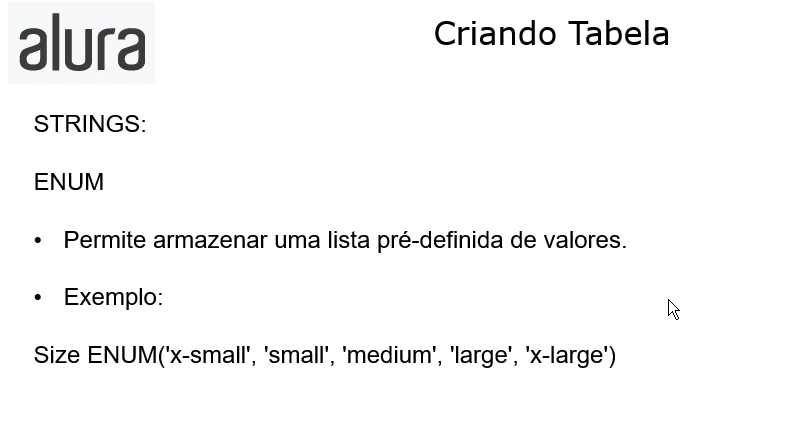 alura
Criando Tabela
STRINGS:
ENUM
• Permite armazenar uma lista pré-definida de valores.
• Exemplo:
Size ENUM('x-small', 'small', 'medium', 'large', 'x-large')